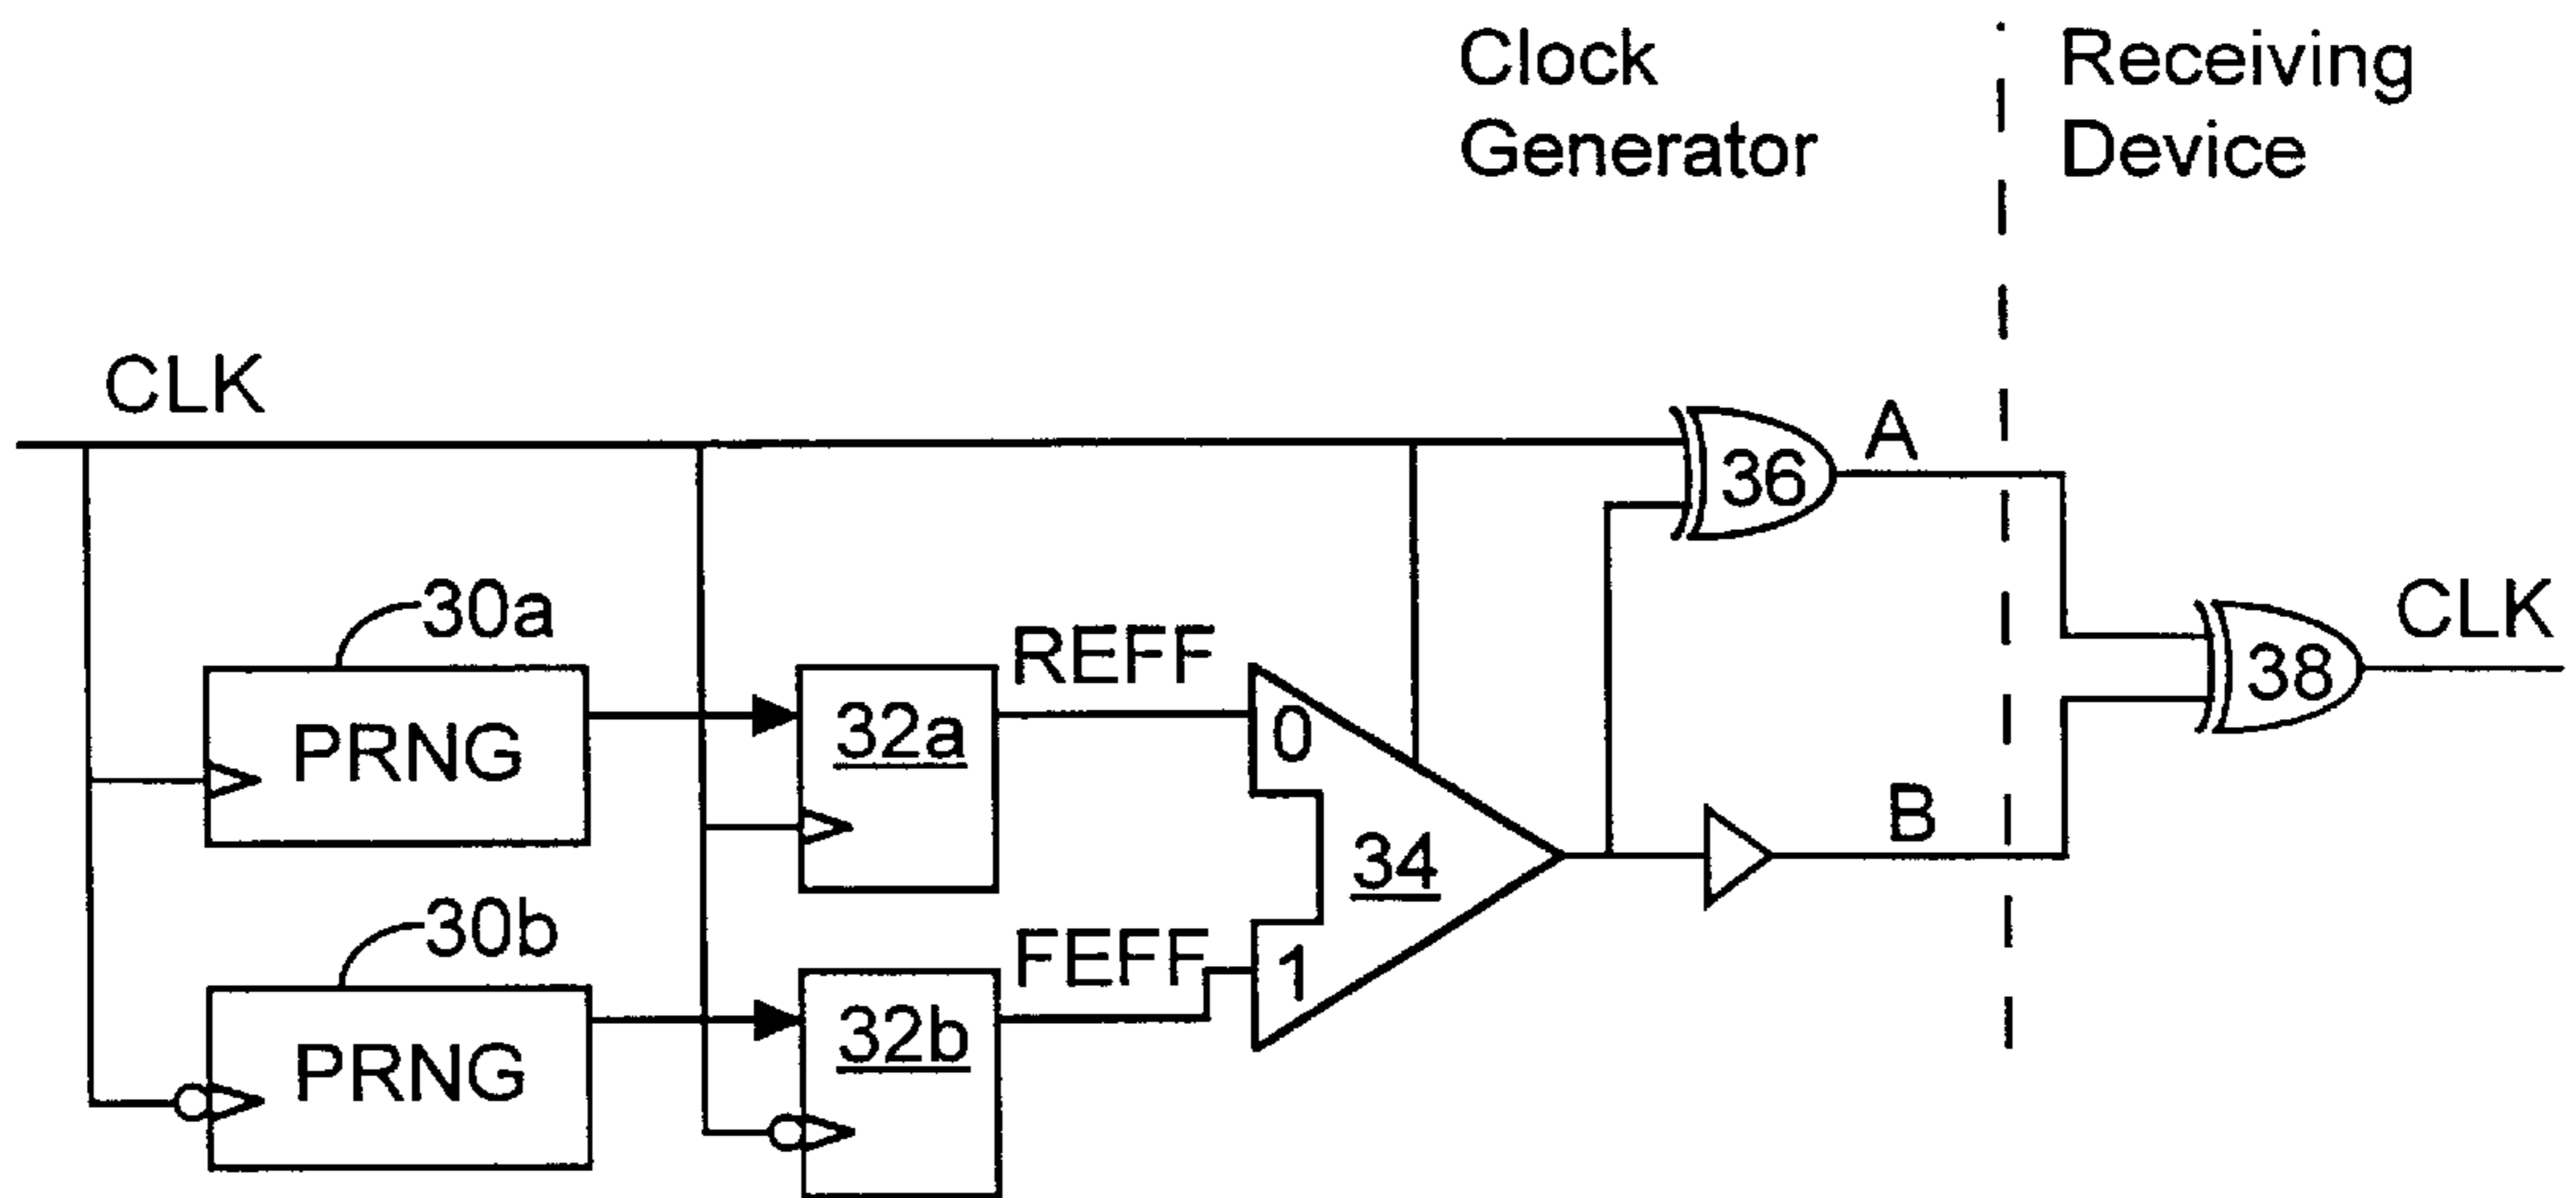 Clock
Generator
Receiving
Device
CLK
36
A
30a
PRNG
32a
REFF
0
38
CLK
34
B
30b
PRNG
32b
FEFF
1